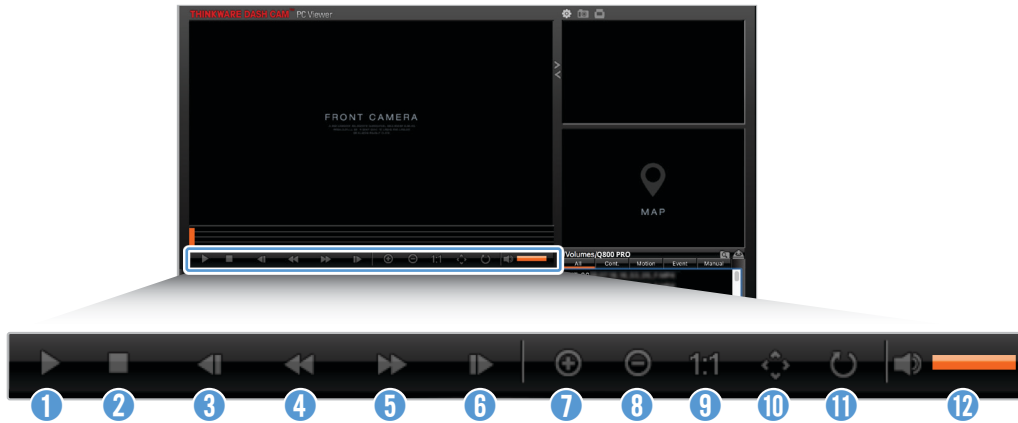 THINKWARE DASH CAM PC Viewer
FRONT CAMERA
MAP
1:1
/Volumes/Q800 PRO
All Cont. Motion Event Manual
1:1
1 2 3 4 5 6 7 8 9 10 11 12